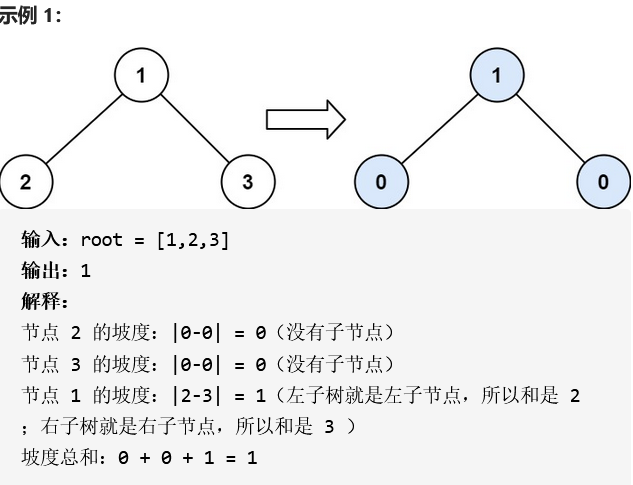 示例 1：
1
1
2
3
0
0
输入：root = [1,2,3]
输出：1
解释：
节点 2 的坡度：|0-0| = 0（没有子节点）
节点 3 的坡度：|0-0| = 0（没有子节点）
节点 1 的坡度：|2-3| = 1（左子树就是左子节点，所以和是 2
；右子树就是右子节点，所以和是 3 ）
坡度总和：0 + 0 + 1 = 1